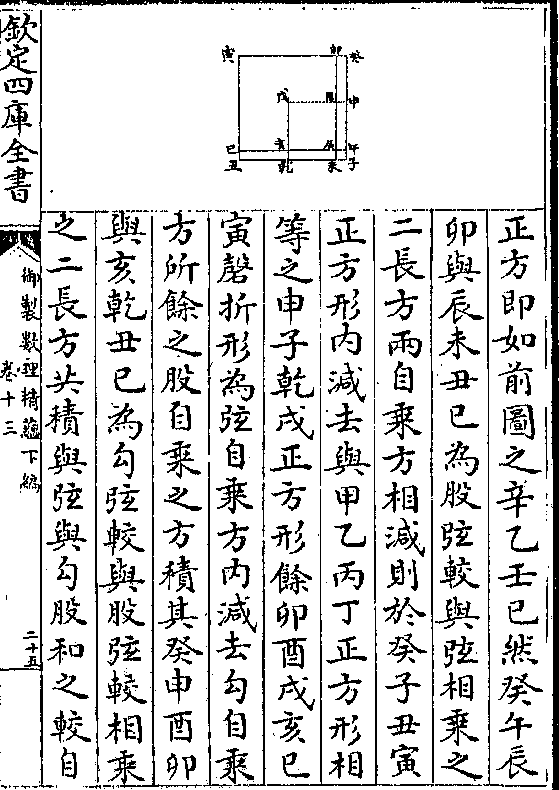 欽定四庫全書
御製數理精蘊下編
卷十三
二十五
寅 卯 癸
戊 酉 申
巳 亥 辰 午
丑 乾 未 子
正方即如前圖之辛乙壬已然癸午辰
卯與辰未丑巳為股弦較與弦相乘之
二長方兩自乘方相減則於癸子丑寅
正方形内減去與甲乙丙丁正方形相
等之申子乾戌正方形餘卯酉戌亥巳
寅磬折形為弦自乘方内減去勾自乘
方所餘之股自乘之方積其癸申酉卯
與亥乾丑巳為勾弦較與股弦較相乗
之二長方共積與弦與勾股和之較自